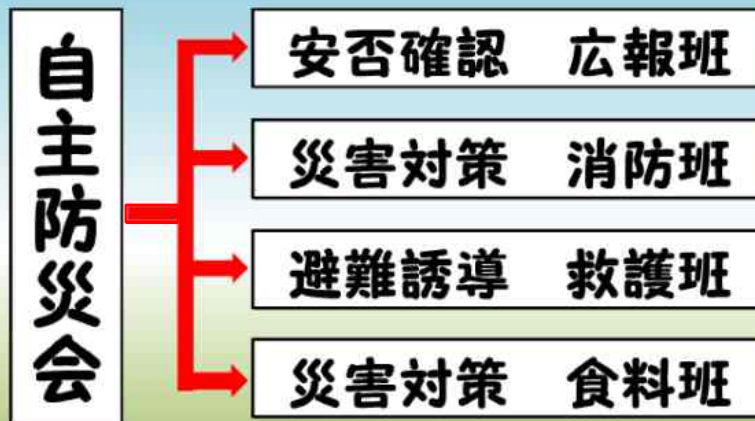 自主防災会
安否確認　広報班
災害対策　消防班
避難誘導　救護班
災害対策　食料班